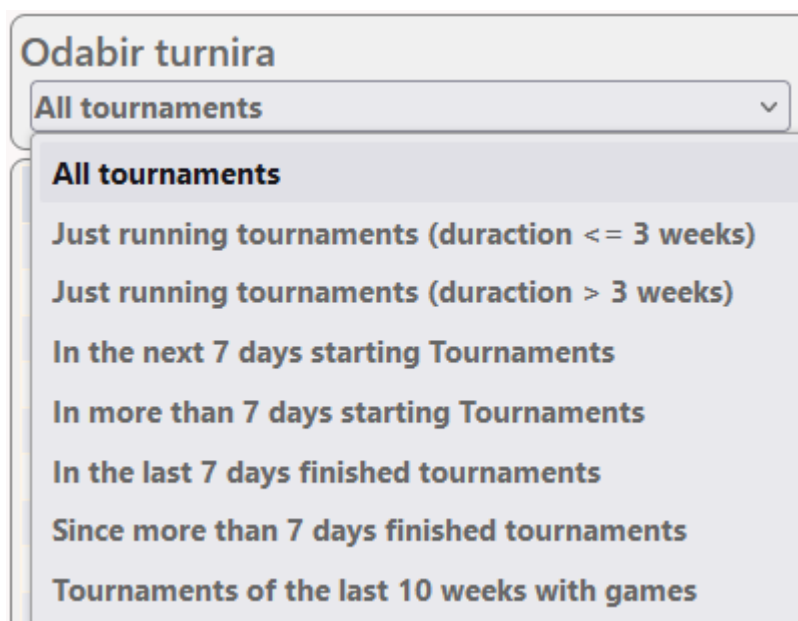 Odabir turnira
All tournaments
All tournaments
Just running tournaments (duraction <= 3 weeks)
Just running tournaments (duraction > 3 weeks)
In the next 7 days starting Tournaments
In more than 7 days starting Tournaments
In the last 7 days finished tournaments
Since more than 7 days finished tournaments
Tournaments of the last 10 weeks with games